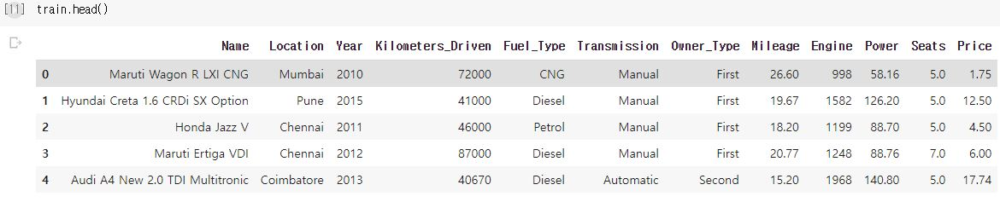 [11] train.head()
Name Location Year Kilometers_Driven Fuel_Type Transmission Owner_Type Mileage Engine Power Seats Price
0 Maruti Wagon R LXI CNG Mumbai 2010 72000 CNG Manual First 26.60 998 58.16 5.0 1.75
1 Hyundai Creta 1.6 CRDi SX Option Pune 2015 41000 Diesel Manual First 19.67 1582 126.20 5.0 12.50
2 Honda Jazz V Chennai 2011 46000 Petrol Manual First 18.20 1199 88.70 5.0 4.50
3 Maruti Ertiga VDI Chennai 2012 87000 Diesel Manual First 20.77 1248 88.76 7.0 6.00
4 Audi A4 New 2.0 TDI Multitronic Coimbatore 2013 40670 Diesel Automatic Second 15.20 1968 140.80 5.0 17.74